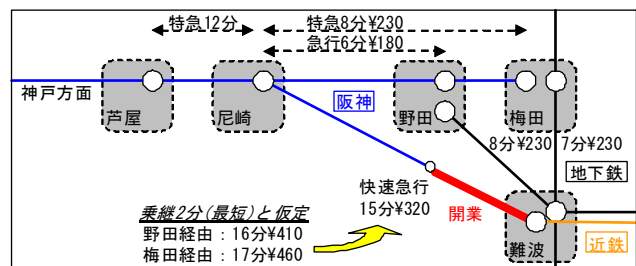 特急12分 特急8分¥230
急行6分¥180
神戸方面
阪神
芦屋 尼崎 野田 梅田
8分¥230 7分¥230
地下鉄
快速急行
15分¥320
開業
乗継2分(最短)と仮定
野田経由：16分¥410
梅田経由：17分¥460
難波
近鉄